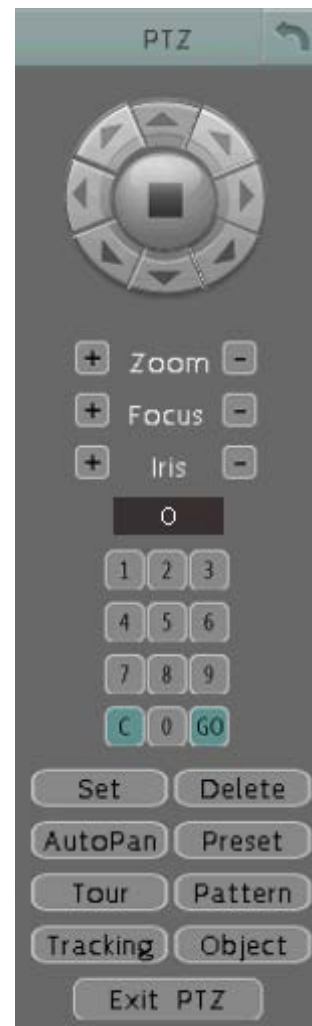 PTZ
+ Zoom -
+ Focus -
+ Iris -
0
1 2 3
4 5 6
7 8 9
C 0 GO
Set Delete
AutoPan Preset
Tour Pattern
Tracking Object
Exit PTZ